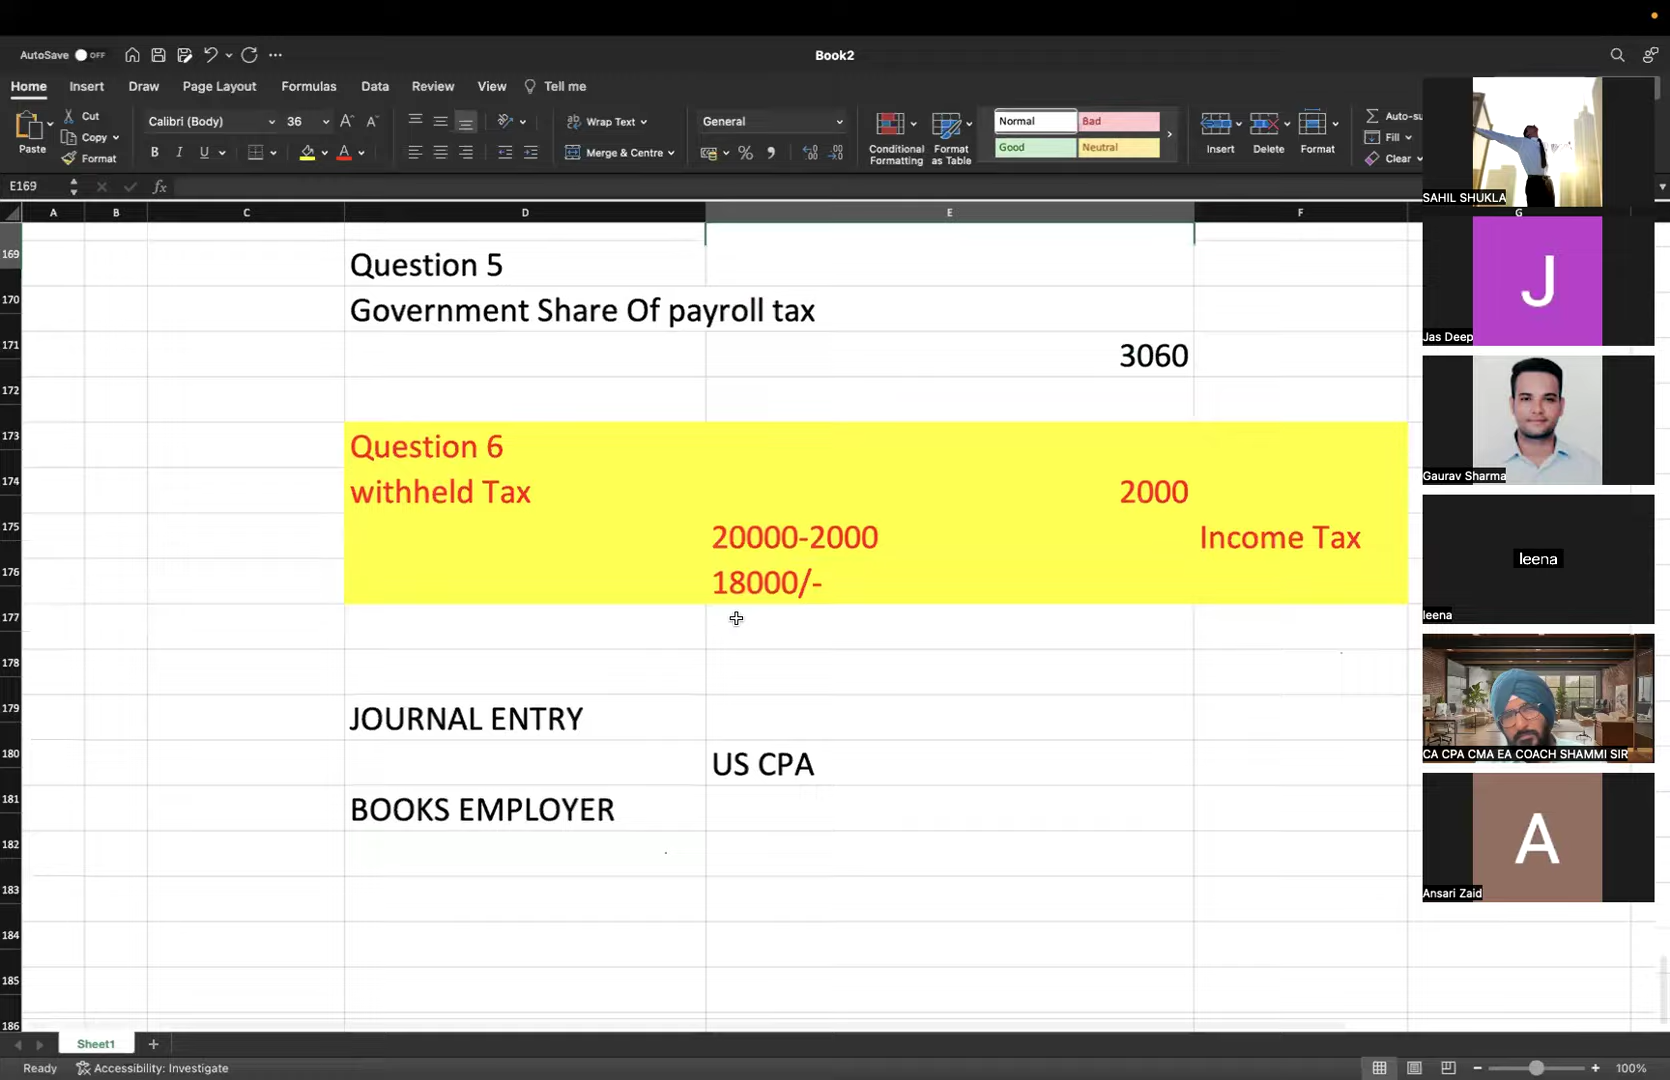 Book2
AutoSave OFF
Home Insert Draw Page Layout Formulas Data Review View Tell me
Paste
Cut
Copy
Format
Calibri (Body) 36
B I U
Wrap Text
Merge & Centre
General
Conditional Formatting
Format as Table
Normal Bad
Good Neutral
Insert
Delete
Format
Auto-su
Fill
Clear
E169
fx
A B C D E F G
169 Question 5
170 Government Share Of payroll tax
171 3060
172
173 Question 6
174 withheld Tax 2000
175 20000-2000 Income Tax
176 18000/-
177
178
179 JOURNAL ENTRY
180 US CPA
181 BOOKS EMPLOYER
182
183
184
185
186
SAHIL SHUKLA
J
Jas Deep
Gaurav Sharma
leena
leena
CA CPA CMA EA COACH SHAMMI SIR
A
Ansari Zaid
Sheet1
Ready Accessibility: Investigate
100%